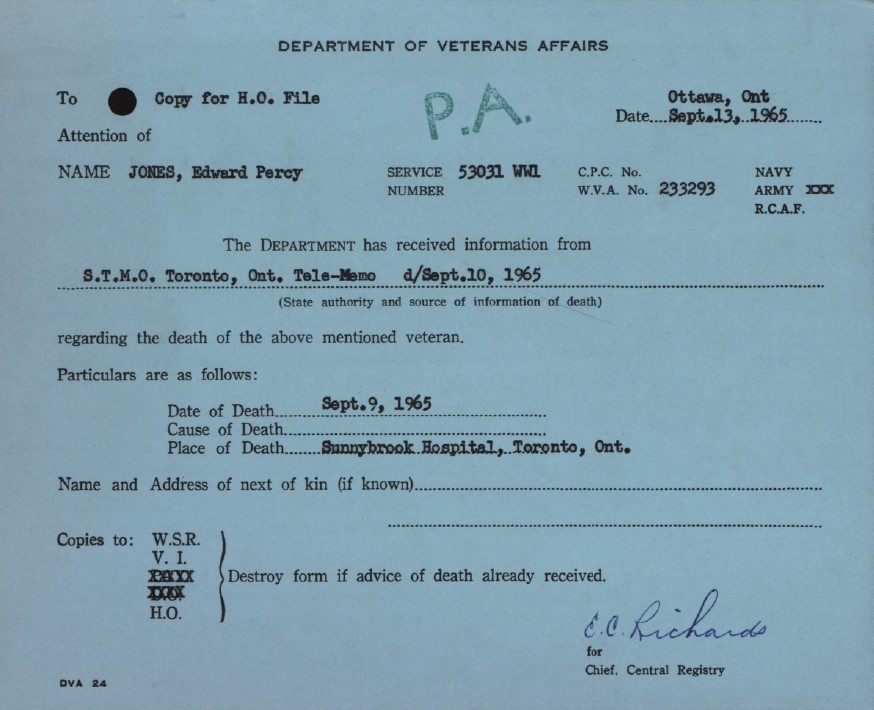 DEPARTMENT OF VETERANS AFFAIRS
To Copy for H.O. File
P.A.
Ottawa, Ont
Date....Sept.13, 1965........
Attention of
NAME JONES, Edward Percy
SERVICE NUMBER 53031 WW1
C.P.C. No.
W.V.A. No. 233293
NAVY
ARMY XXX
R.C.A.F.
The DEPARTMENT has received information from
S.T.M.O. Toronto, Ont. Tele-Memo d/Sept.10, 1965
(State authority and source of information of death)
regarding the death of the above mentioned veteran.
Particulars are as follows:
Date of Death Sept.9, 1965
Cause of Death
Place of Death Sunnybrook Hospital, Toronto, Ont.
Name and Address of next of kin (if known)
Copies to: W.S.R.
V. I.
H.O.
Destroy form if advice of death already received.
E.C. Richards
for
Chief, Central Registry
DVA 24